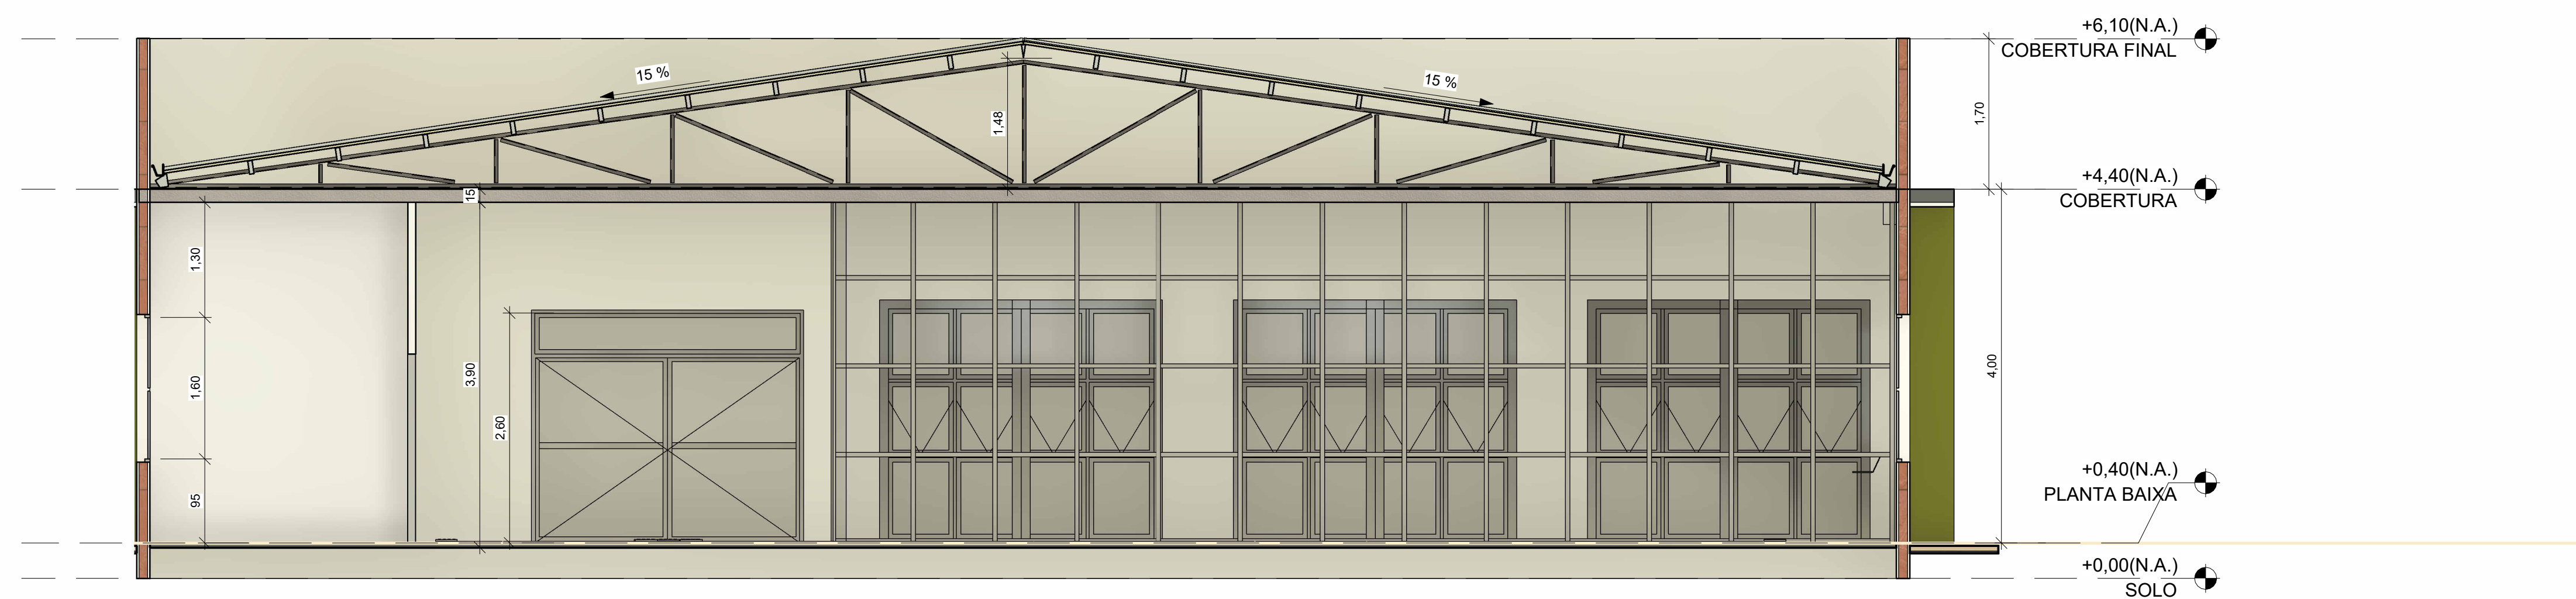 +6,10(N.A.)
COBERTURA FINAL
15 %
15 %
1,70
1,48
+4,40(N.A.)
COBERTURA
15
1,30
3,90
1,60
2,60
4,00
95
+0,40(N.A.)
PLANTA BAIXA
+0,00(N.A.)
SOLO